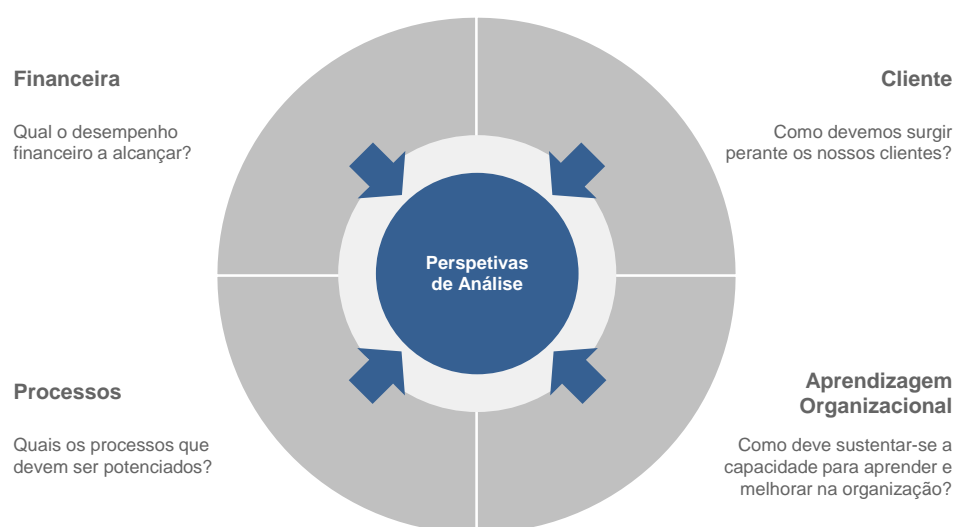 Financeira
Qual o desempenho
financeiro a alcançar?
Cliente
Como devemos surgir
perante os nossos clientes?
Perspetivas
de Análise
Processos
Quais os processos que
devem ser potenciados?
Aprendizagem
Organizacional
Como deve sustentar-se a
capacidade para aprender e
melhorar na organização?